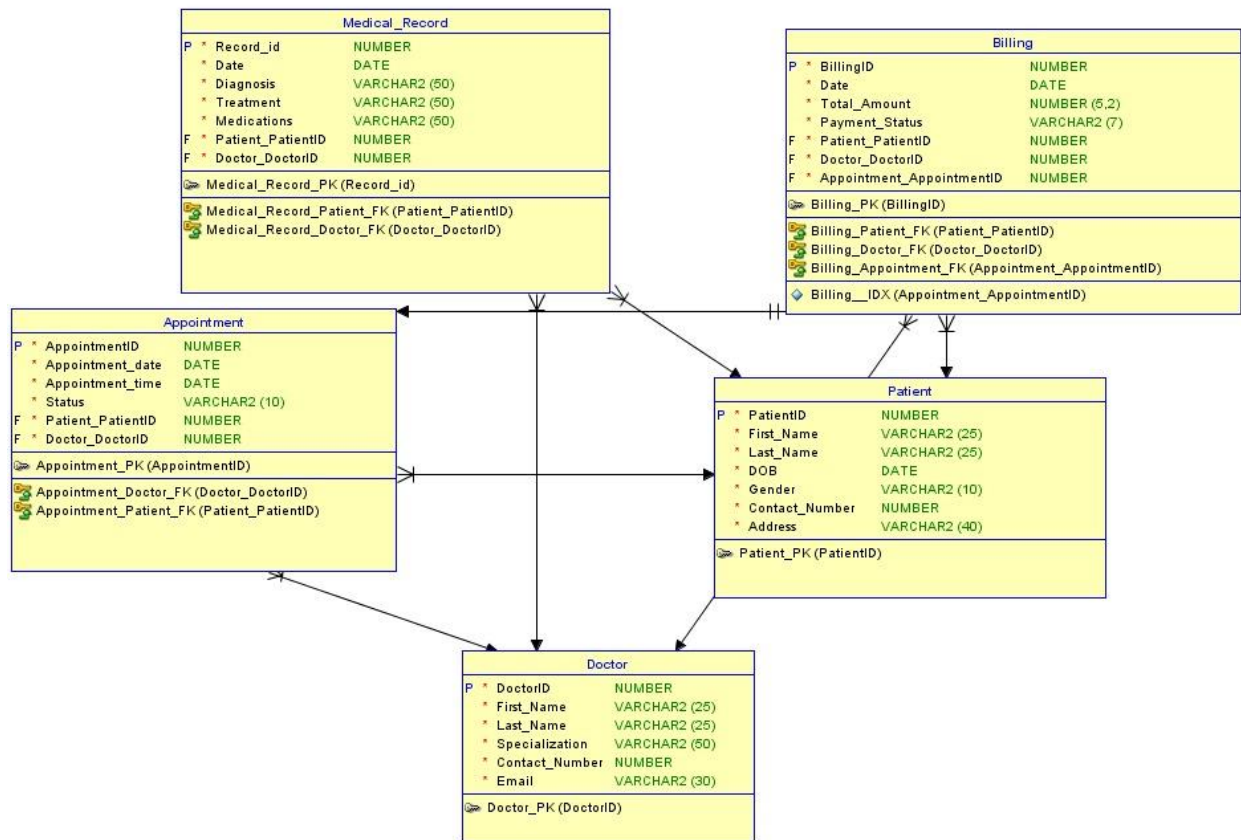 Medical_Record
P * Record_id NUMBER
* Date DATE
* Diagnosis VARCHAR2 (50)
* Treatment VARCHAR2 (50)
* Medications VARCHAR2 (50)
F * Patient_PatientID NUMBER
F * Doctor_DoctorID NUMBER
Medical_Record_PK (Record_id)
Medical_Record_Patient_FK (Patient_PatientID)
Medical_Record_Doctor_FK (Doctor_DoctorID)
Billing
P * BillingID NUMBER
* Date DATE
* Total_Amount NUMBER (5,2)
* Payment_Status VARCHAR2 (7)
F * Patient_PatientID NUMBER
F * Doctor_DoctorID NUMBER
F * Appointment_AppointmentID NUMBER
Billing_PK (BillingID)
Billing_Patient_FK (Patient_PatientID)
Billing_Doctor_FK (Doctor_DoctorID)
Billing_Appointment_FK (Appointment_AppointmentID)
Billing__IDX (Appointment_AppointmentID)
Appointment
P * AppointmentID NUMBER
* Appointment_date DATE
* Appointment_time DATE
* Status VARCHAR2 (10)
F * Patient_PatientID NUMBER
F * Doctor_DoctorID NUMBER
Appointment_PK (AppointmentID)
Appointment_Doctor_FK (Doctor_DoctorID)
Appointment_Patient_FK (Patient_PatientID)
Patient
P * PatientID NUMBER
* First_Name VARCHAR2 (25)
* Last_Name VARCHAR2 (25)
* DOB DATE
* Gender VARCHAR2 (10)
* Contact_Number NUMBER
* Address VARCHAR2 (40)
Patient_PK (PatientID)
Doctor
P * DoctorID NUMBER
* First_Name VARCHAR2 (25)
* Last_Name VARCHAR2 (25)
* Specialization VARCHAR2 (50)
* Contact_Number NUMBER
* Email VARCHAR2 (30)
Doctor_PK (DoctorID)